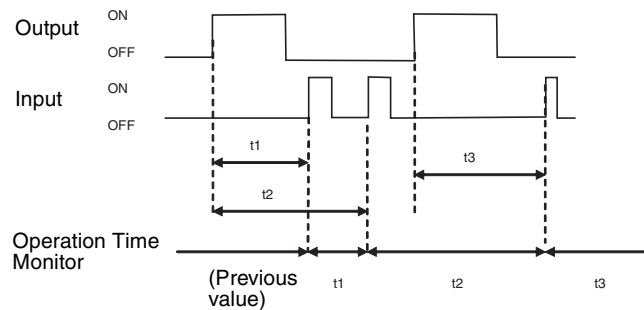 Output
ON
OFF
Input
ON
OFF
t1
t3
t2
Operation Time
Monitor
(Previous
value)
t1
t2
t3